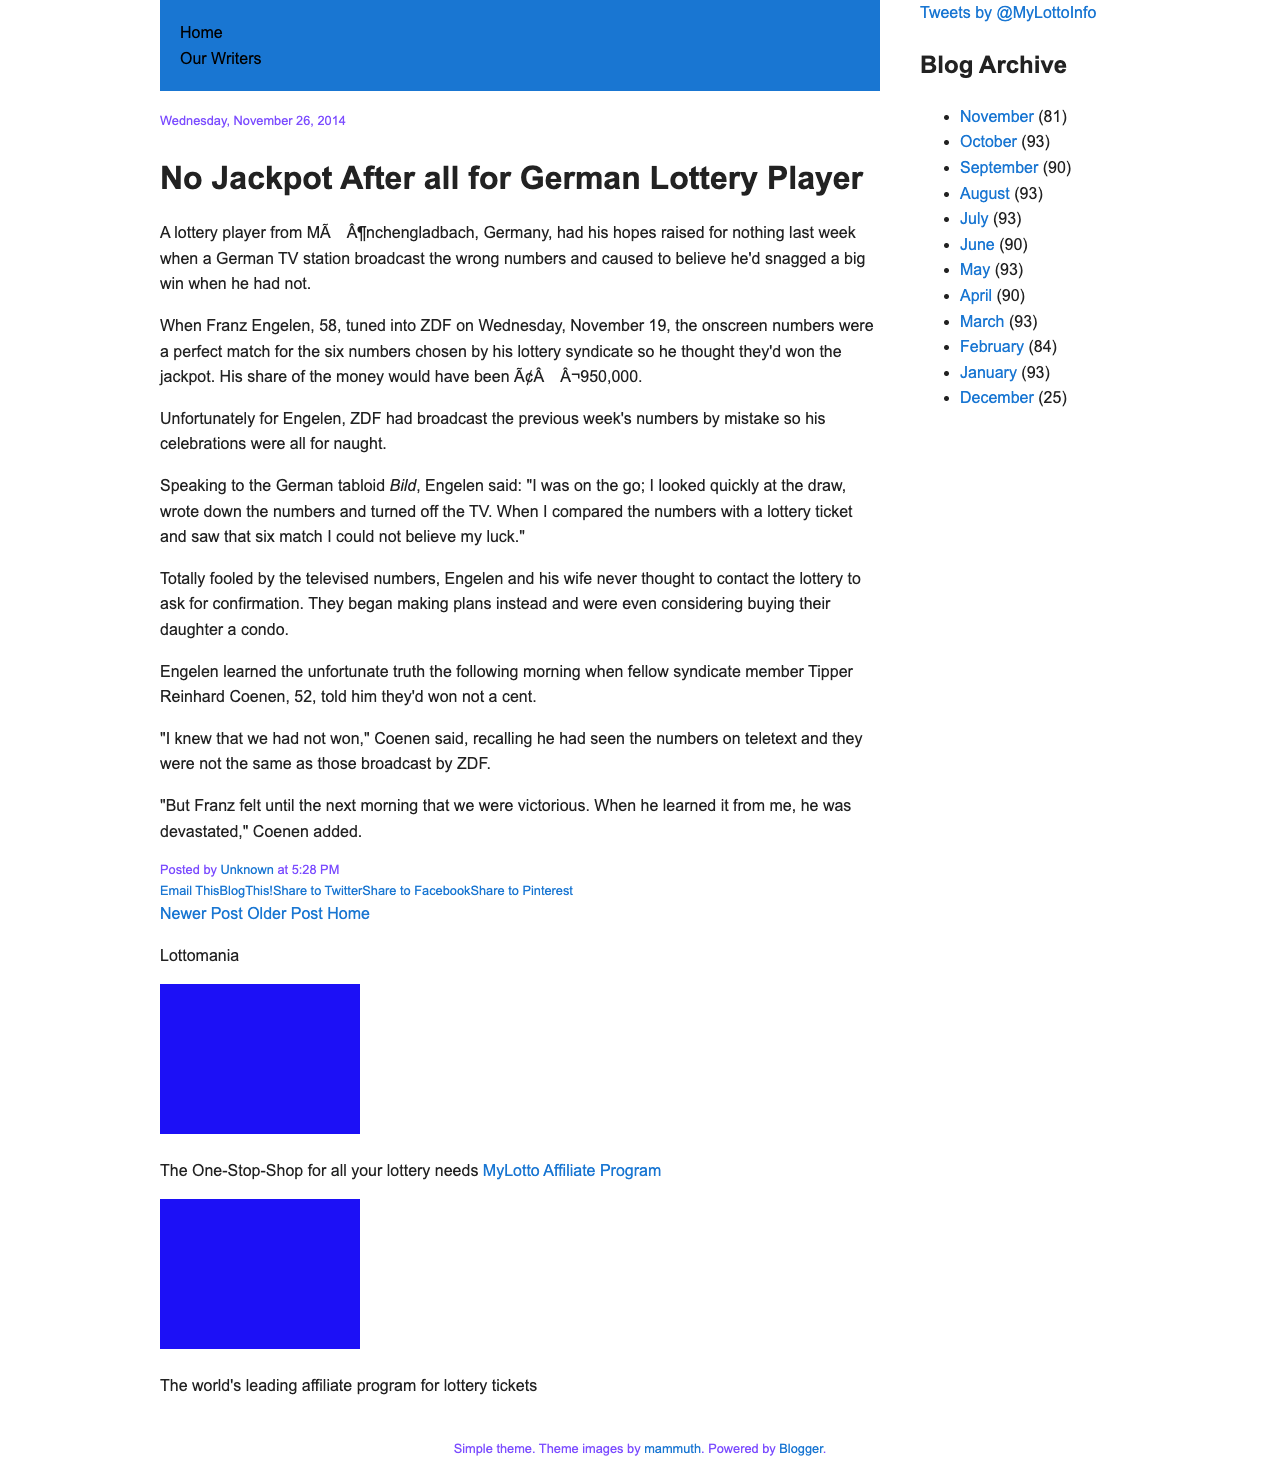 Home
Our Writers
Wednesday, November 26, 2014
No Jackpot After all for German Lottery Player
A lottery player from MÃ Â¶nchengladbach, Germany, had his hopes raised for nothing last week
when a German TV station broadcast the wrong numbers and caused to believe he'd snagged a big
win when he had not.
When Franz Engelen, 58, tuned into ZDF on Wednesday, November 19, the onscreen numbers were
a perfect match for the six numbers chosen by his lottery syndicate so he thought they'd won the
jackpot. His share of the money would have been Ã¢Â Â¬950,000.
Unfortunately for Engelen, ZDF had broadcast the previous week's numbers by mistake so his
celebrations were all for naught.
Speaking to the German tabloid Bild, Engelen said: "I was on the go; I looked quickly at the draw,
wrote down the numbers and turned off the TV. When I compared the numbers with a lottery ticket
and saw that six match I could not believe my luck."
Totally fooled by the televised numbers, Engelen and his wife never thought to contact the lottery to
ask for confirmation. They began making plans instead and were even considering buying their
daughter a condo.
Engelen learned the unfortunate truth the following morning when fellow syndicate member Tipper
Reinhard Coenen, 52, told him they'd won not a cent.
"I knew that we had not won," Coenen said, recalling he had seen the numbers on teletext and they
were not the same as those broadcast by ZDF.
"But Franz felt until the next morning that we were victorious. When he learned it from me, he was
devastated," Coenen added.
Posted by Unknown at 5:28 PM
Email ThisBlogThis!Share to TwitterShare to FacebookShare to Pinterest
Newer Post Older Post Home
Lottomania
The One-Stop-Shop for all your lottery needs MyLotto Affiliate Program
The world's leading affiliate program for lottery tickets
Tweets by @MyLottoInfo
Blog Archive
November (81)
October (93)
September (90)
August (93)
July (93)
June (90)
May (93)
April (90)
March (93)
February (84)
January (93)
December (25)
Simple theme. Theme images by mammuth. Powered by Blogger.